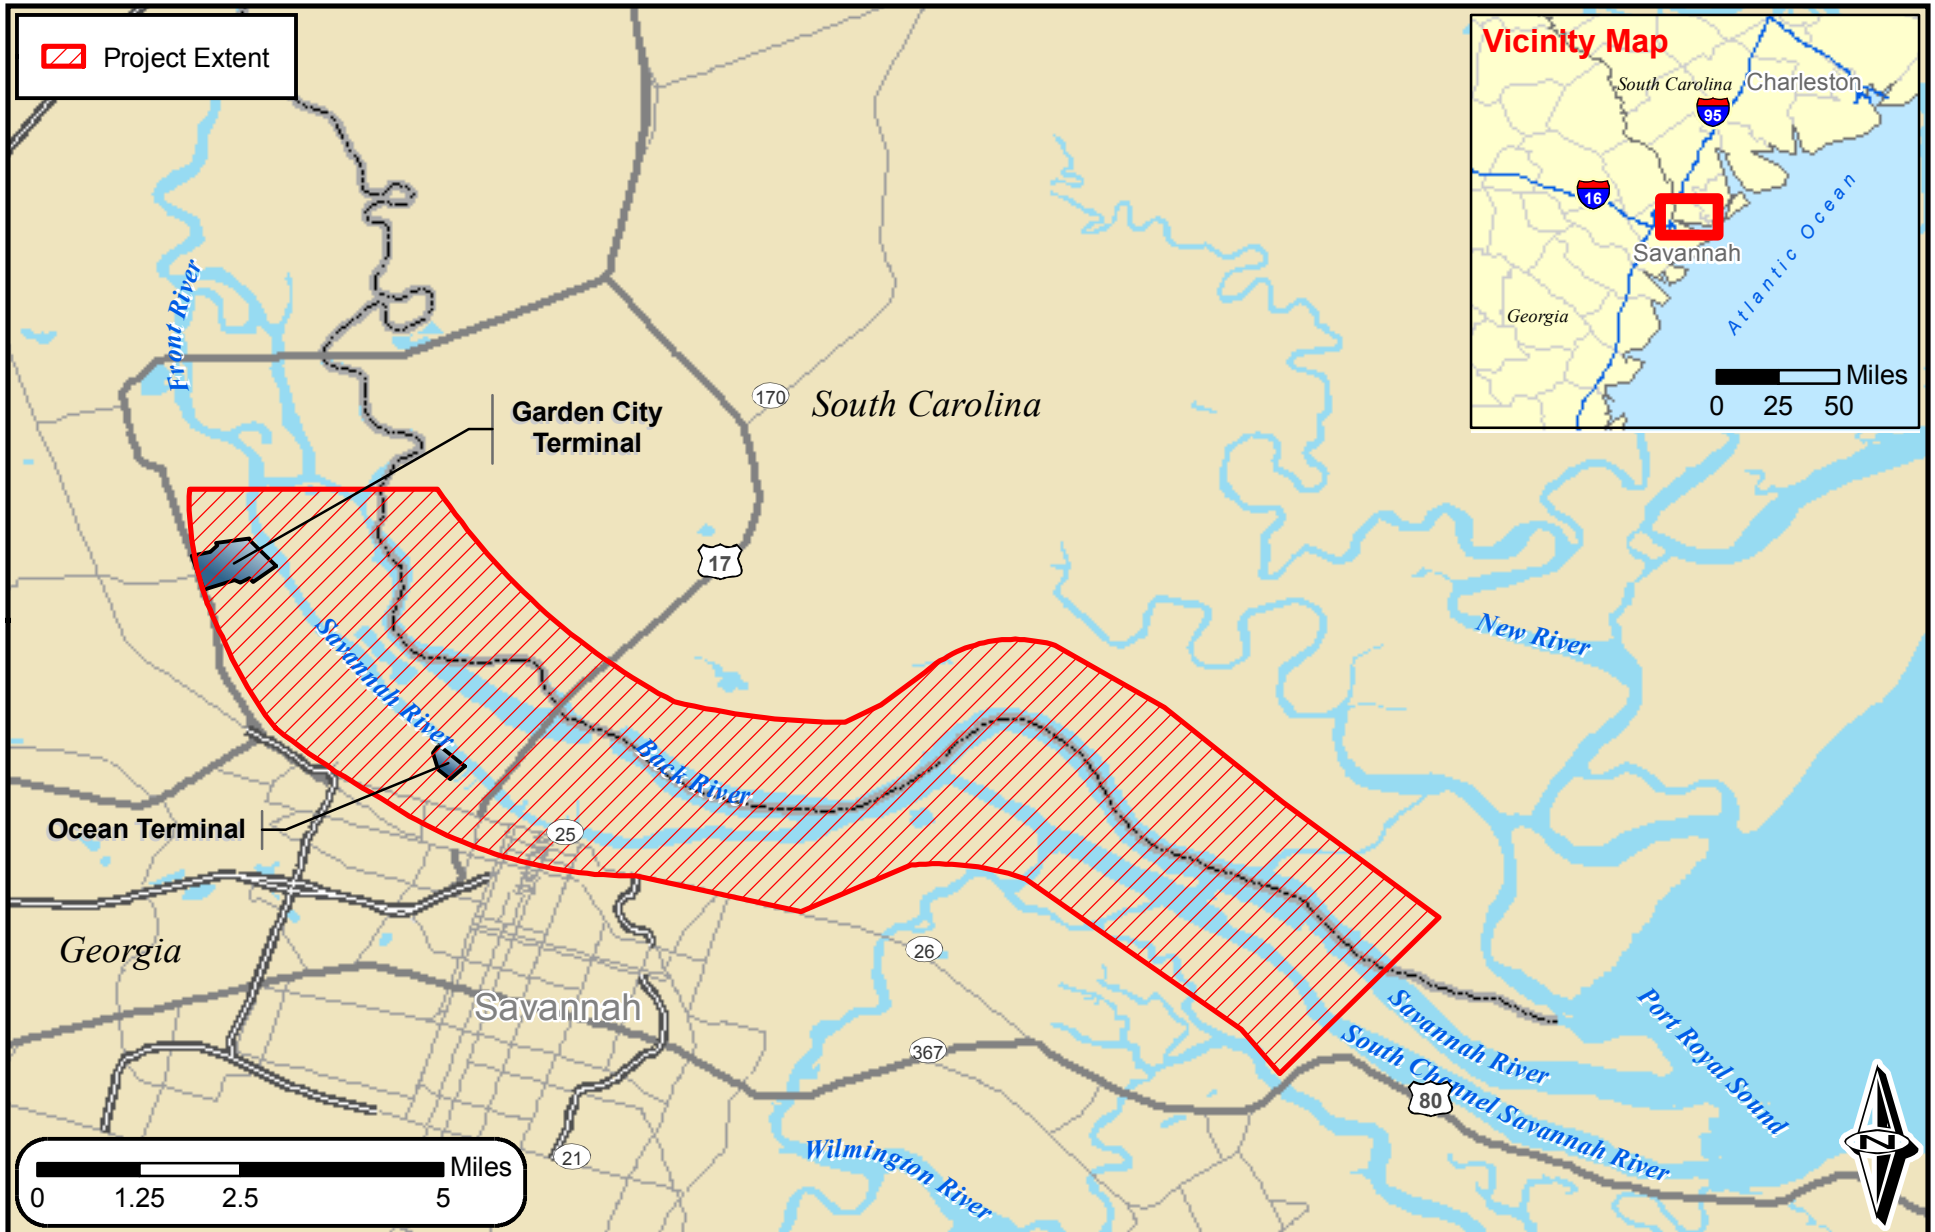 Project Extent
Vicinity Map
South Carolina
Charleston
95
16
Savannah
Georgia
Atlantic Ocean
Miles
0 25 50
Front River
Garden City
Terminal
170
South Carolina
17
New River
Savannah River
Back River
Ocean Terminal
25
Georgia
26
Savannah
367
Savannah River
Port Royal Sound
South Channel Savannah River
80
Wilmington River
21
Miles
0 1.25 2.5 5
N